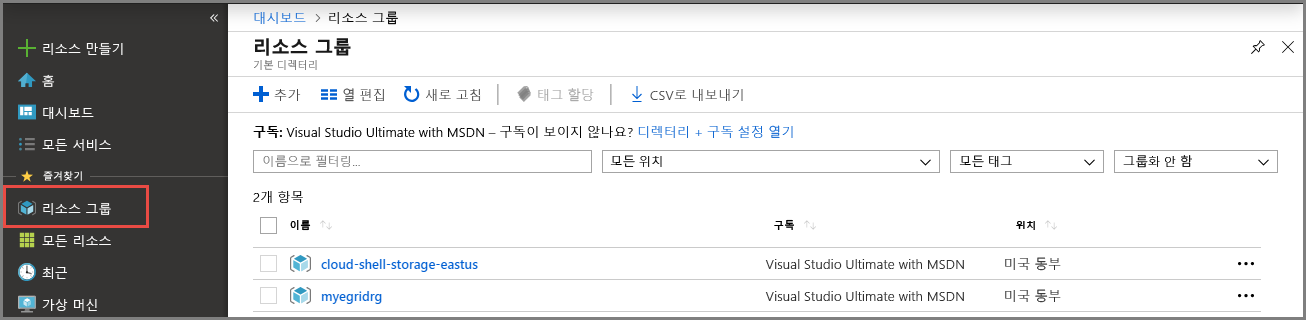 «
리소스 만들기
홈
대시보드
모든 서비스
즐겨찾기
리소스 그룹
모든 리소스
최근
가상 머신
대시보드 > 리소스 그룹
리소스 그룹
기본 디렉터리
추가 열 편집 새로 고침 태그 할당 CSV로 내보내기
구독: Visual Studio Ultimate with MSDN – 구독이 보이지 않나요? 디렉터리 + 구독 설정 열기
이름으로 필터링... 모든 위치 모든 태그 그룹화 안 함
2개 항목
이름 구독 위치
cloud-shell-storage-eastus Visual Studio Ultimate with MSDN 미국 동부
myegridrg Visual Studio Ultimate with MSDN 미국 동부